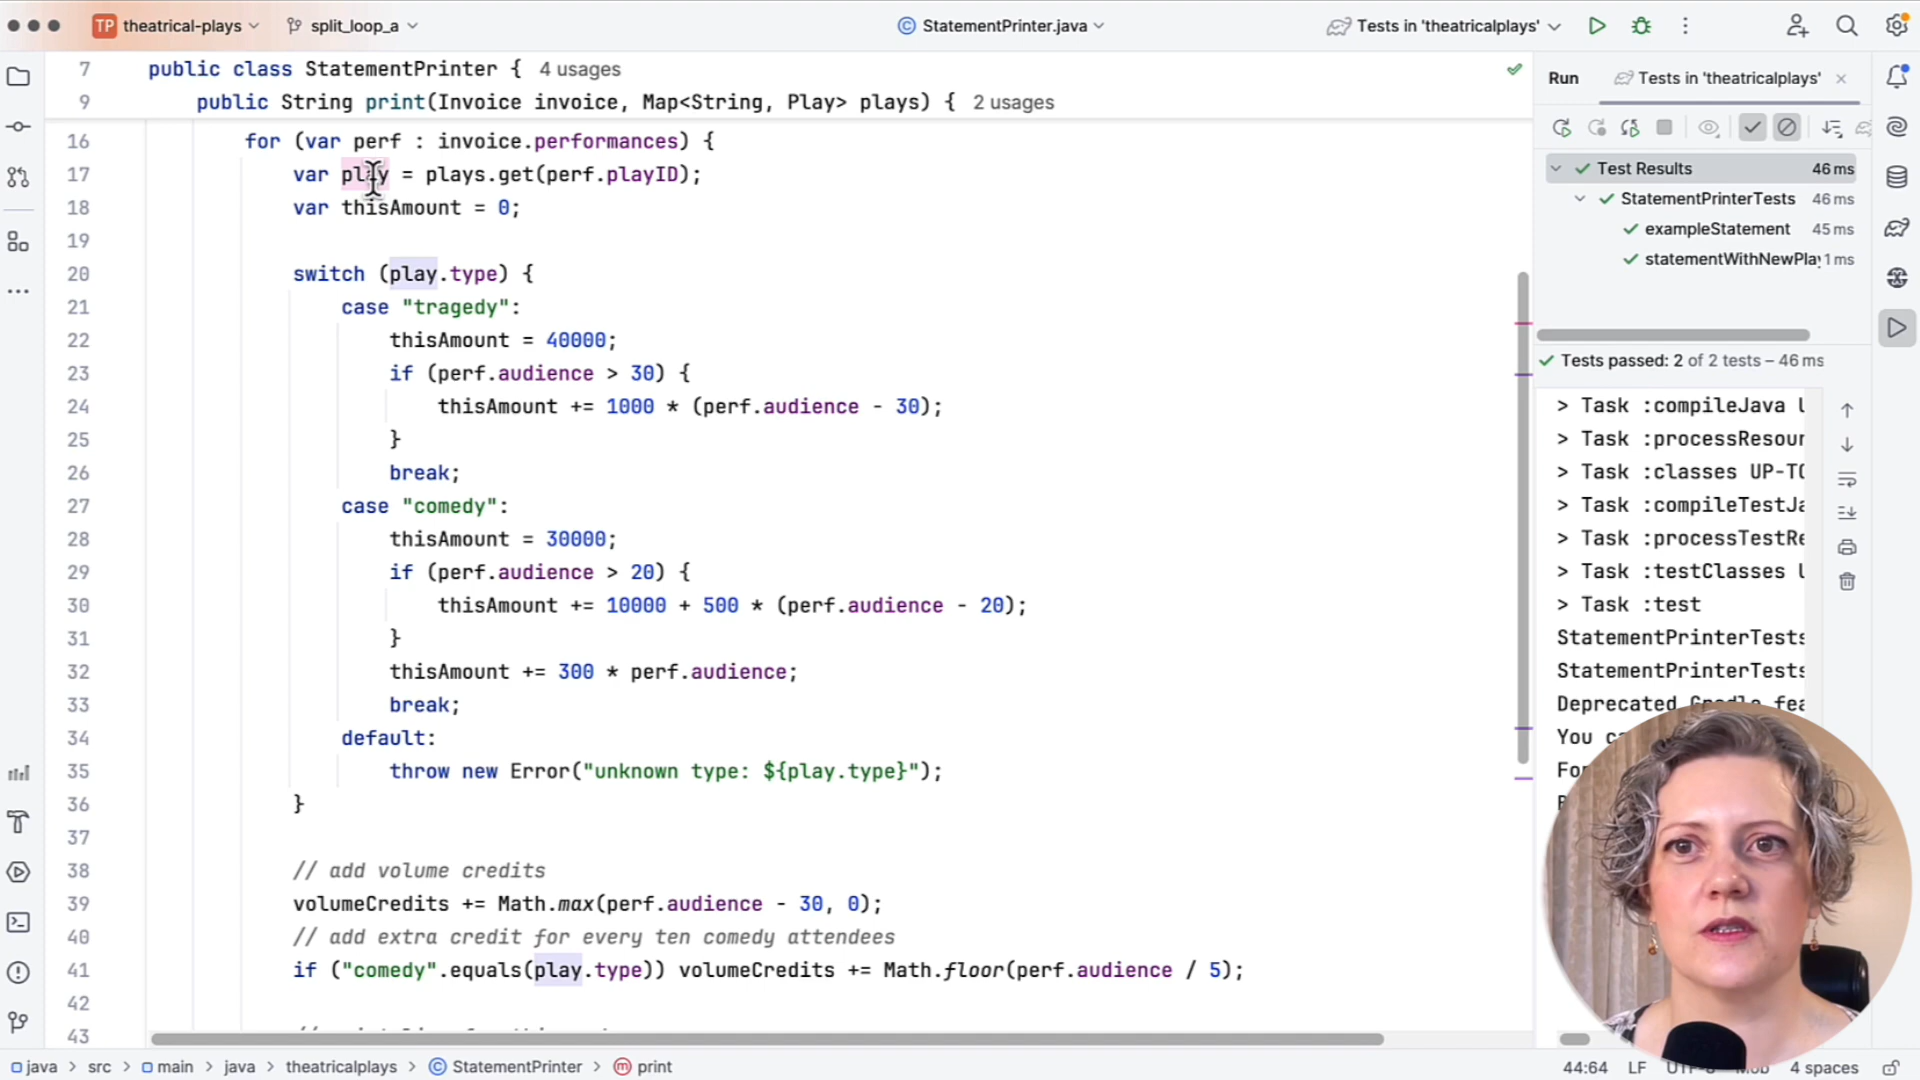 TP theatrical-plays split_loop_a StatementPrinter.java Tests in 'theatricalplays'
7 public class StatementPrinter { 4 usages
9 public String print(Invoice invoice, Map<String, Play> plays) { 2 usages
16 for (var perf : invoice.performances) {
17 var play = plays.get(perf.playID);
18 var thisAmount = 0;
19
20 switch (play.type) {
21 case "tragedy":
22 thisAmount = 40000;
23 if (perf.audience > 30) {
24 thisAmount += 1000 * (perf.audience - 30);
25 }
26 break;
27 case "comedy":
28 thisAmount = 30000;
29 if (perf.audience > 20) {
30 thisAmount += 10000 + 500 * (perf.audience - 20);
31 }
32 thisAmount += 300 * perf.audience;
33 break;
34 default:
35 throw new Error("unknown type: ${play.type}");
36 }
37
38 // add volume credits
39 volumeCredits += Math.max(perf.audience - 30, 0);
40 // add extra credit for every ten comedy attendees
41 if ("comedy".equals(play.type)) volumeCredits += Math.floor(perf.audience / 5);
42
43
Run Tests in 'theatricalplays'
Test Results 46 ms
StatementPrinterTests 46 ms
exampleStatement 45 ms
statementWithNewPla 1 ms
Tests passed: 2 of 2 tests – 46 ms
> Task :compileJava U
> Task :processResour
> Task :classes UP-TO
> Task :compileTestJa
> Task :processTestRe
> Task :testClasses U
> Task :test
StatementPrinterTests
StatementPrinterTests
Deprecated Gradle fea
You c
For
java > src > main > java > theatricalplays > StatementPrinter > print 44:64 LF UTF-8 Mob 4 spaces